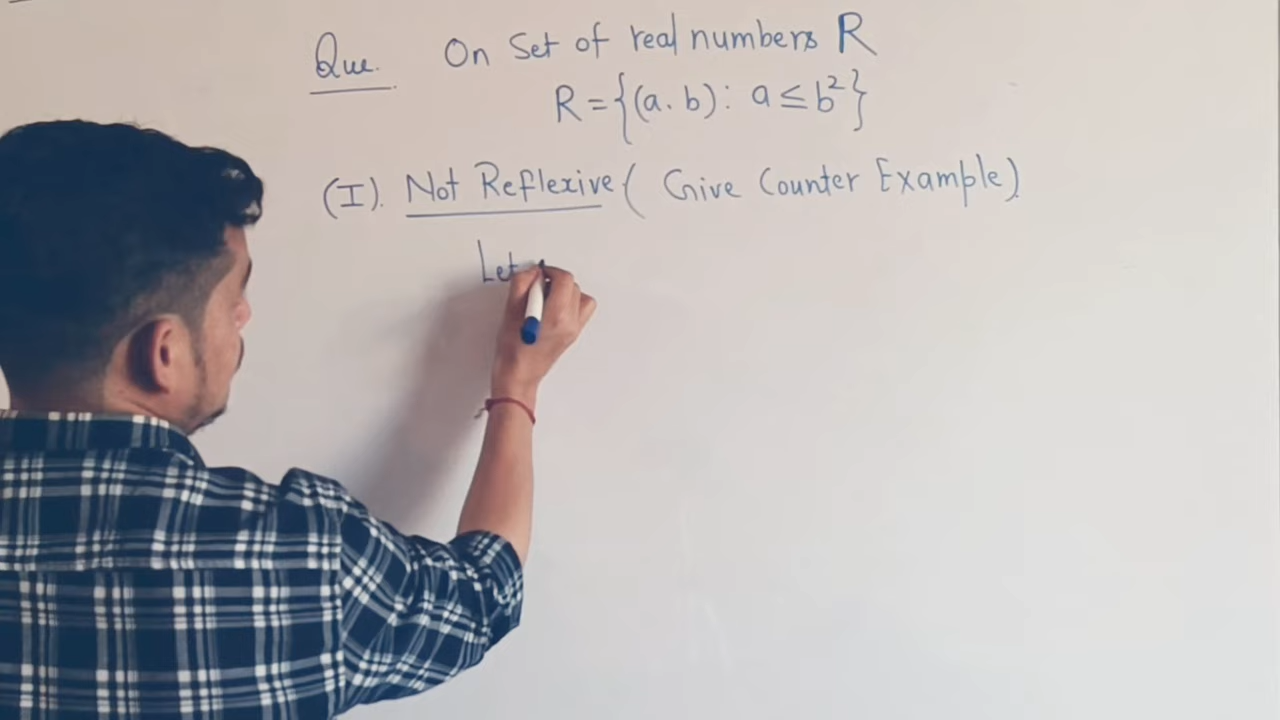 Que. On Set of real numbers R
R = {(a.b): a ≤ b²}
(I). Not Reflexive ( Give Counter Example)
Let